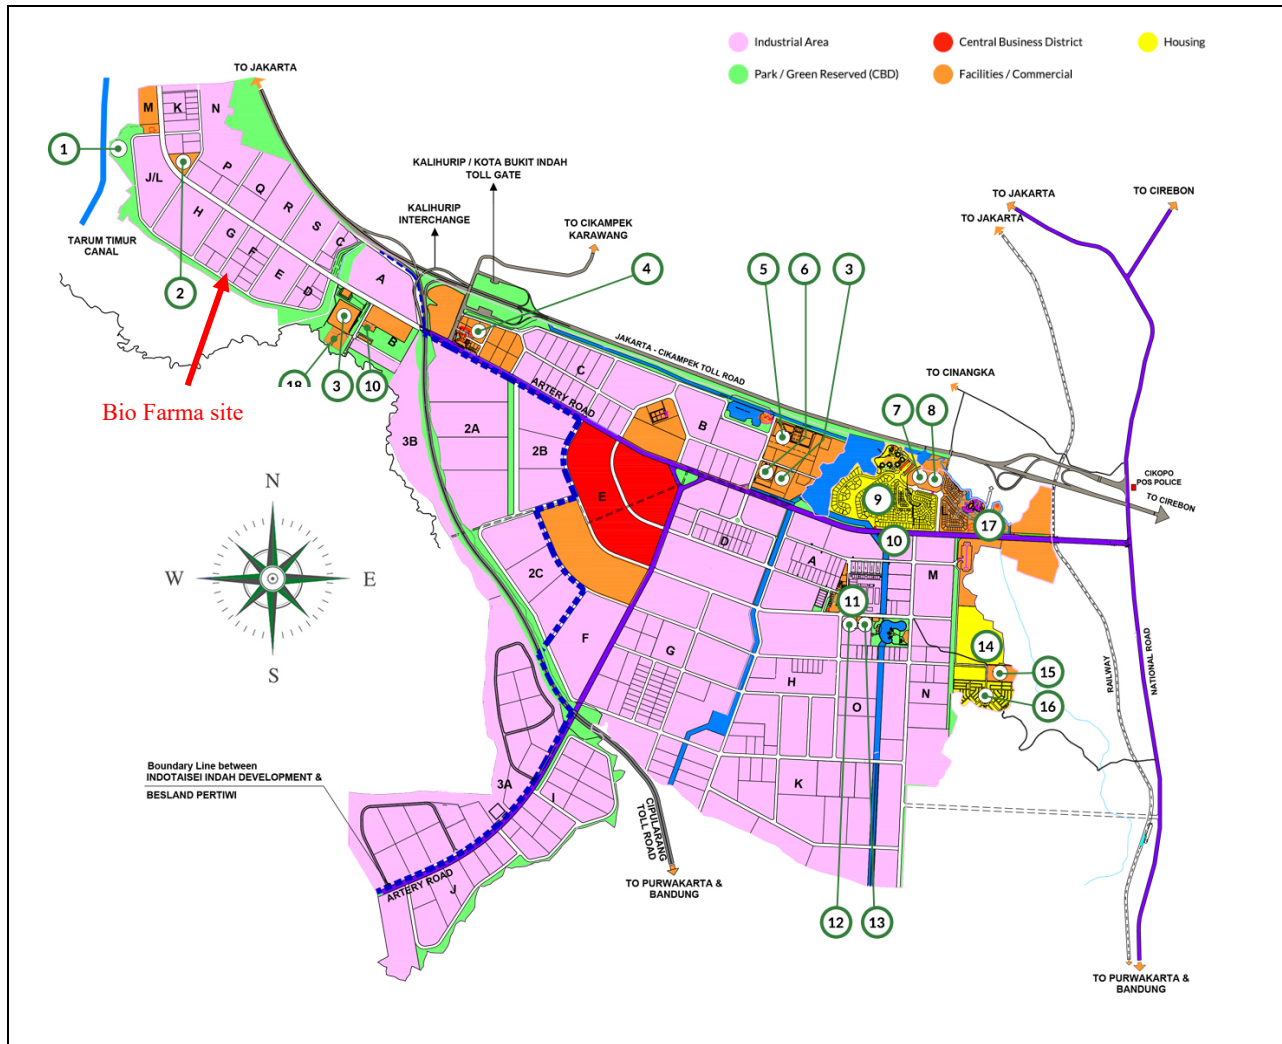 Industrial Area
Central Business District
Housing
Park / Green Reserved (CBD)
Facilities / Commercial
TO JAKARTA
M
K
N
1
J/L
P
Q
R
S
C
H
G
F
E
D
A
TARUM TIMUR
CANAL
2
KALIHURIP / KOTA BUKIT INDAH
TOLL GATE
KALIHURIP
INTERCHANGE
TO CIKAMPEK
KARAWANG
4
5
6
3
TO JAKARTA
TO JAKARTA
TO CIREBON
B
18
3
10
Bio Farma site
JAKARTA - CIKAMPEK TOLL ROAD
TO CINANGKA
C
ARTERY ROAD
B
7
8
3B
2A
2B
E
9
L
17
CIKOPO
POS POLICE
TO CIREBON
10
N
W
E
S
D
A
M
2C
11
F
G
H
O
N
14
15
16
RAILWAY
NATIONAL ROAD
K
Boundary Line between
INDOTAISEI INDAH DEVELOPMENT &
BESLAND PERTIWI
3A
I
J
ARTERY ROAD
CIPULARANG
TOLL ROAD
TO PURWAKARTA &
BANDUNG
12
13
TO PURWAKARTA &
BANDUNG